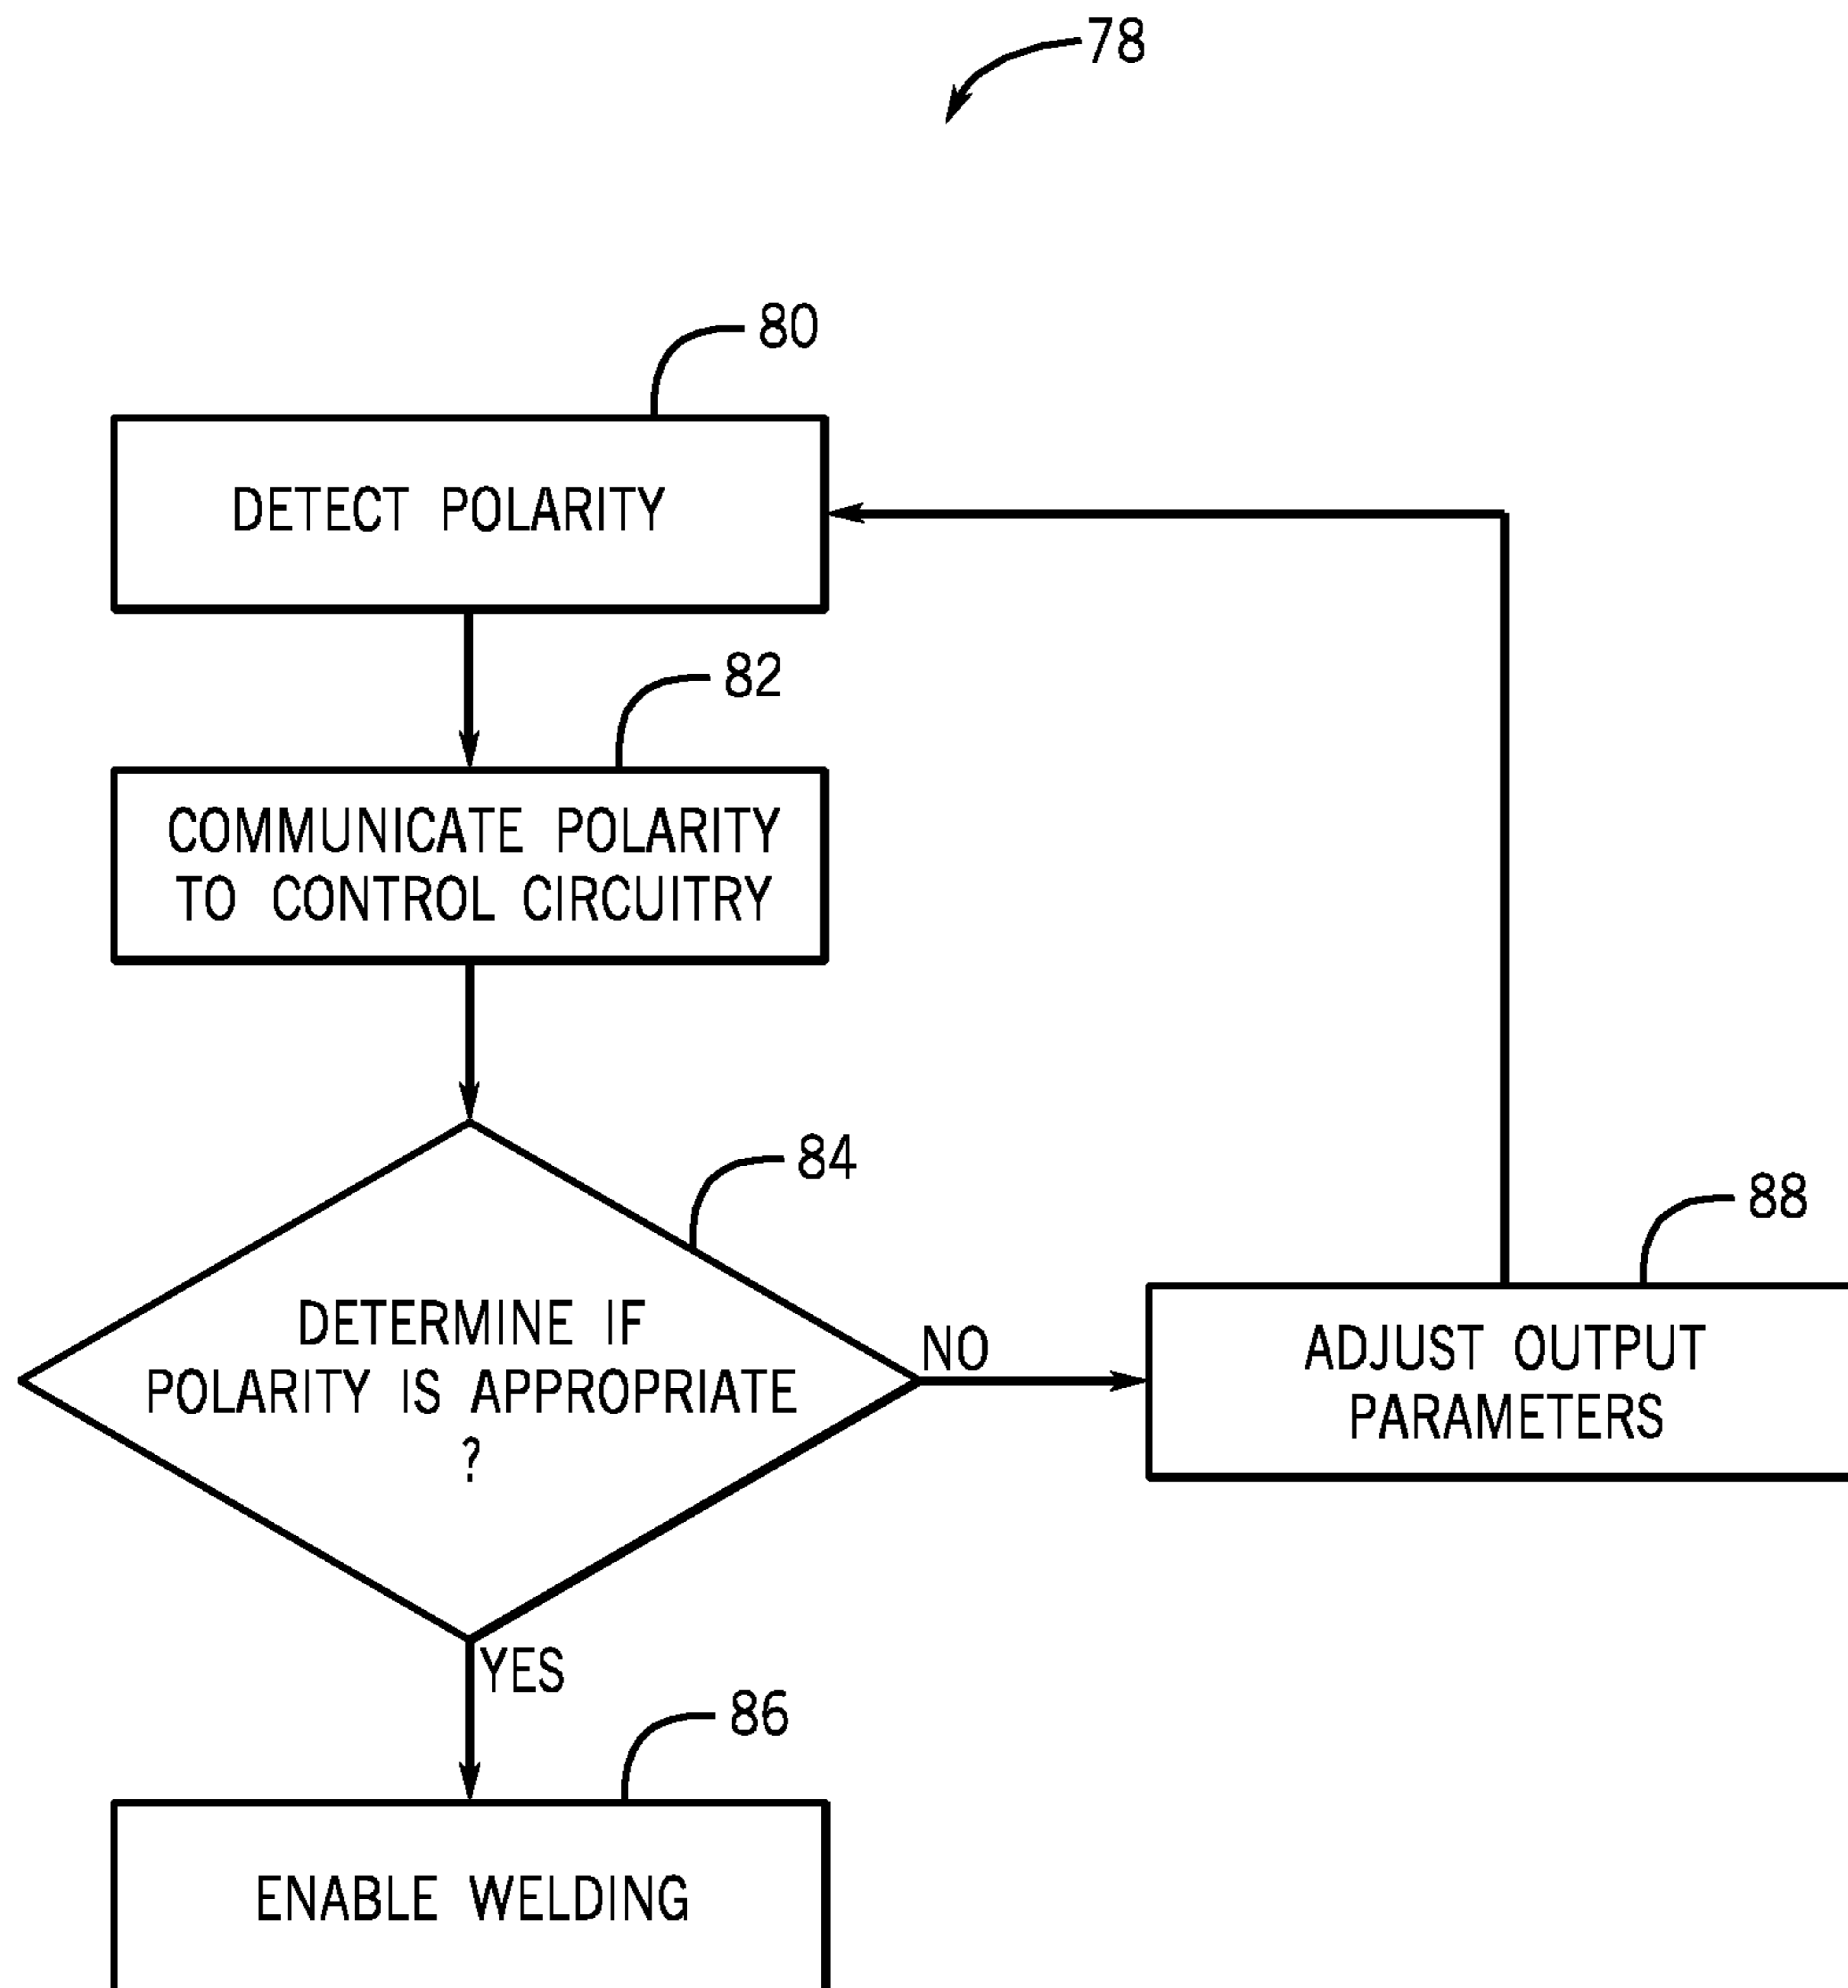 78
80
DETECT POLARITY
82
COMMUNICATE POLARITY
TO CONTROL CIRCUITRY
84
DETERMINE IF
POLARITY IS APPROPRIATE
?
NO
88
ADJUST OUTPUT
PARAMETERS
YES
86
ENABLE WELDING